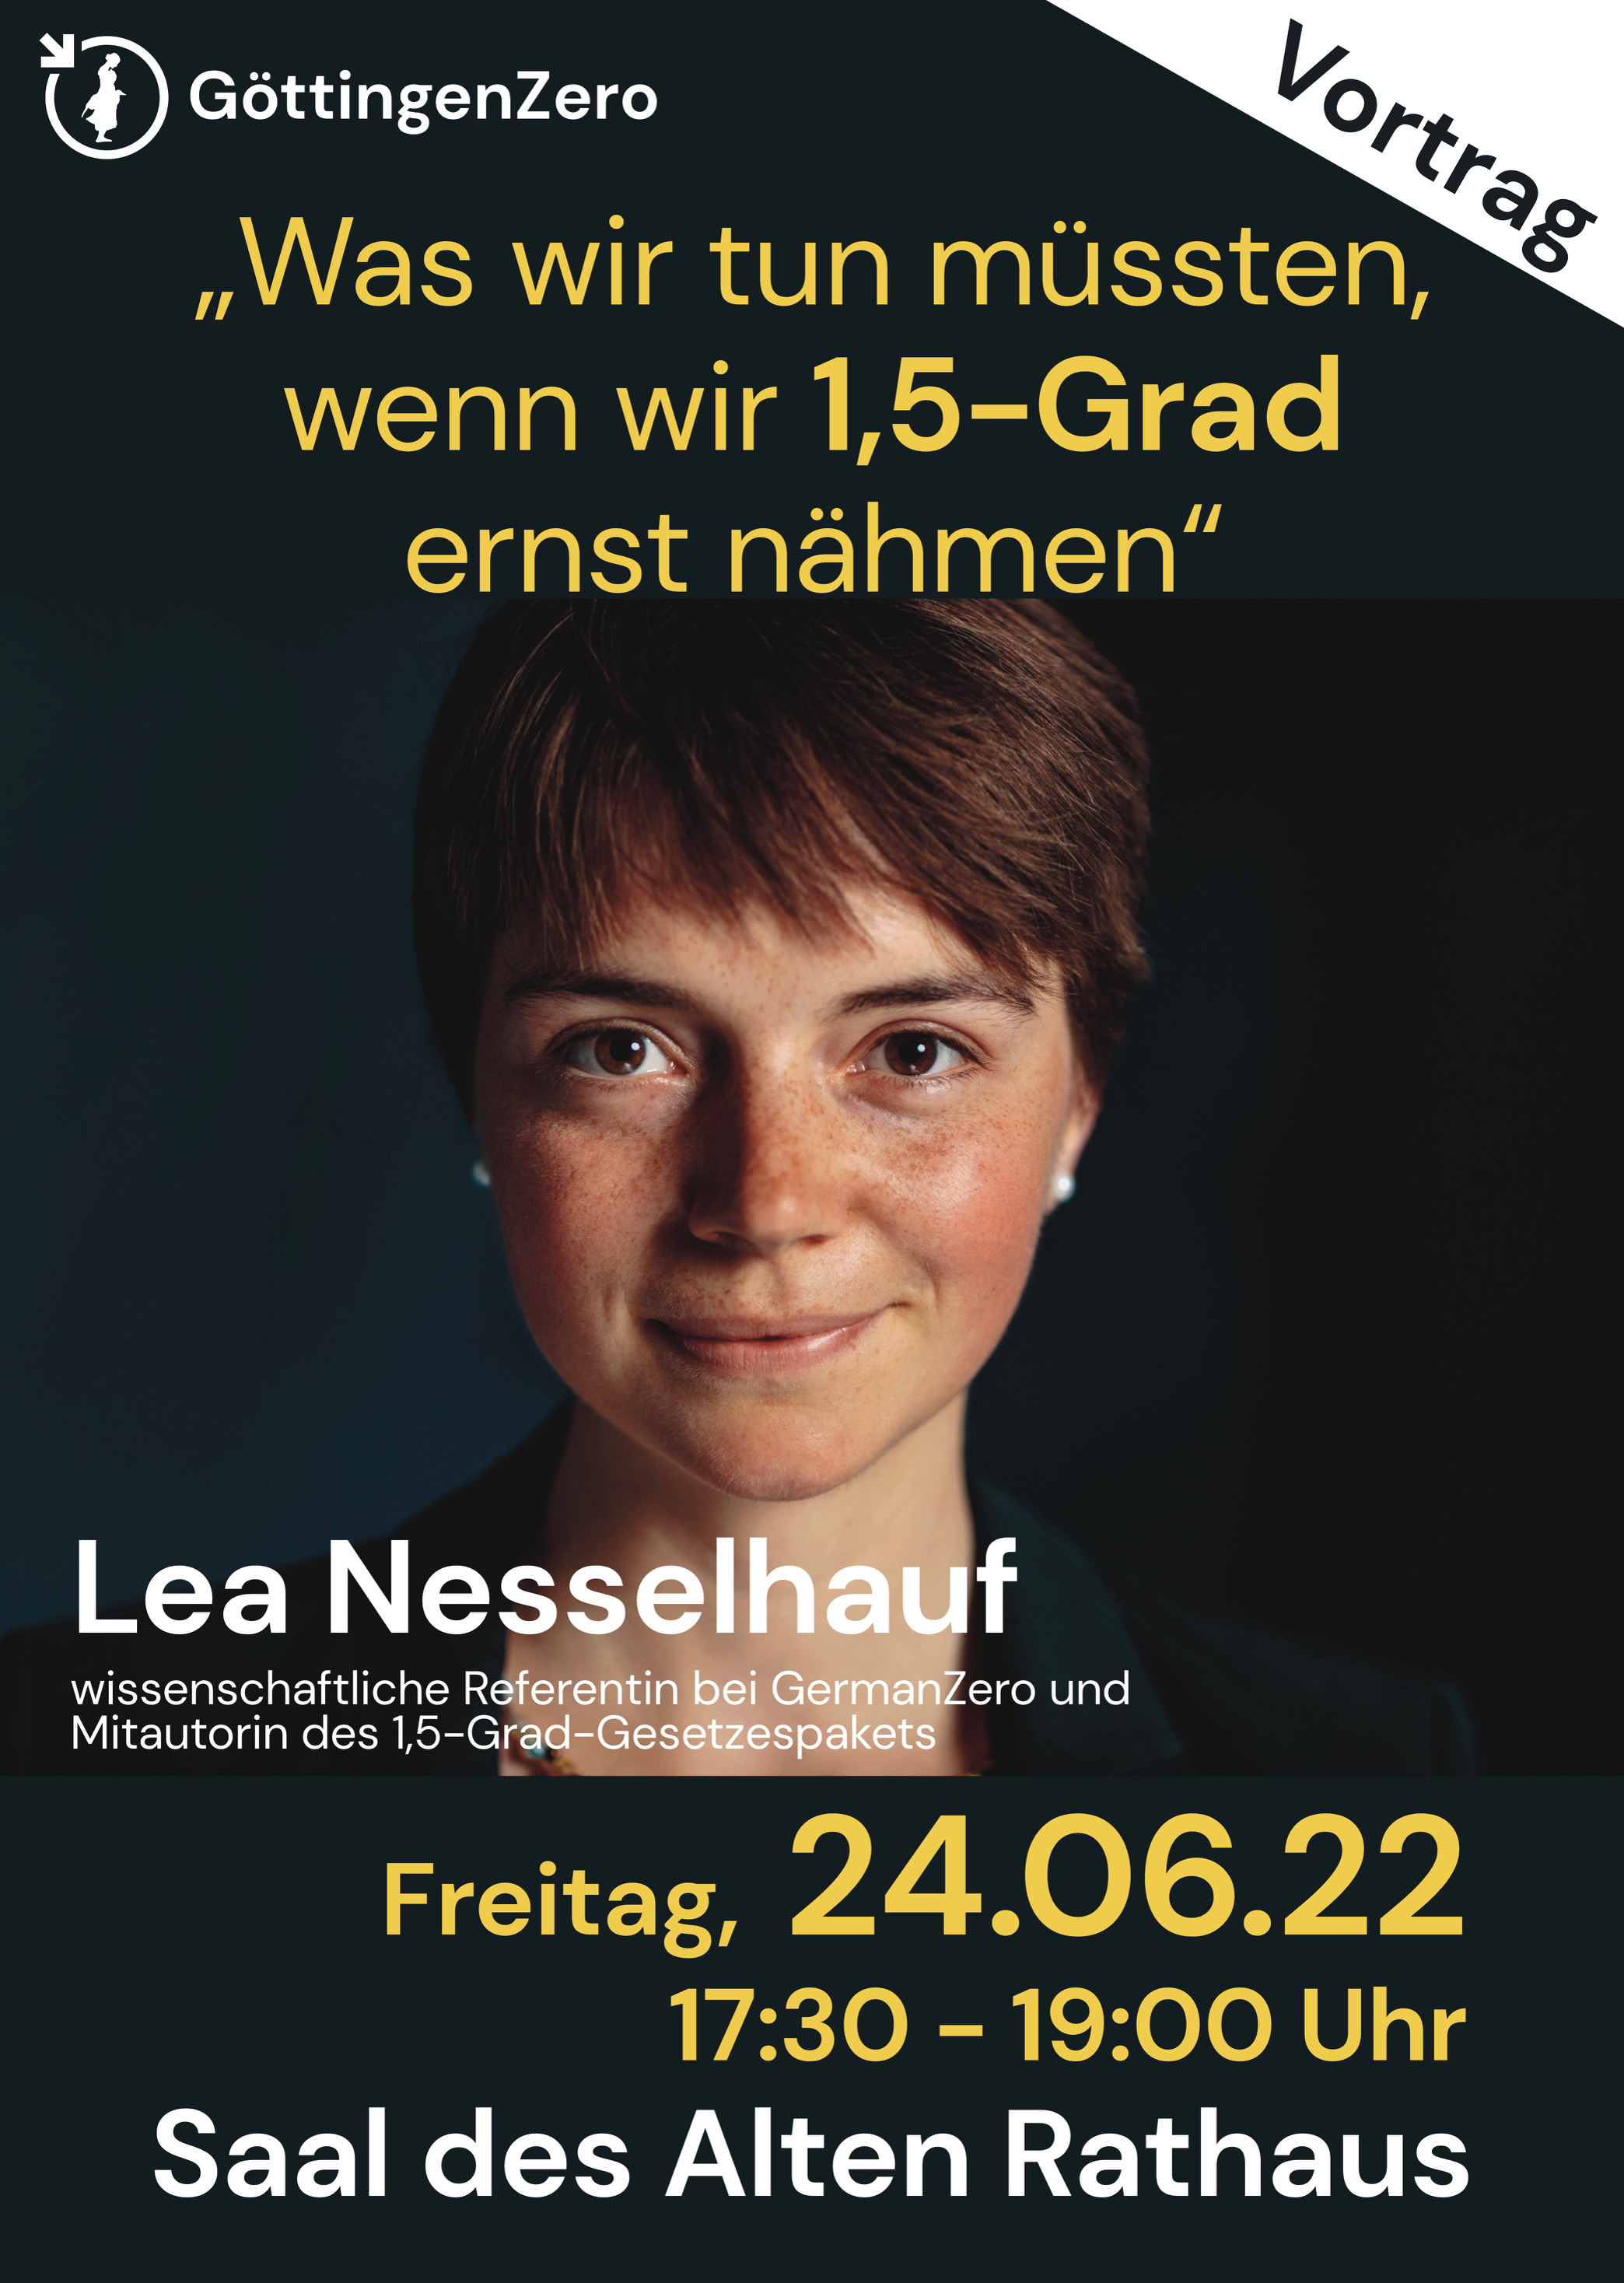 GöttingenZero
Vortrag
„Was wir tun müssten,
wenn wir 1,5-Grad
ernst nähmen“
Lea Nesselhauf
wissenschaftliche Referentin bei GermanZero und
Mitautorin des 1,5-Grad-Gesetzespakets
Freitag, 24.06.22
17:30 - 19:00 Uhr
Saal des Alten Rathaus